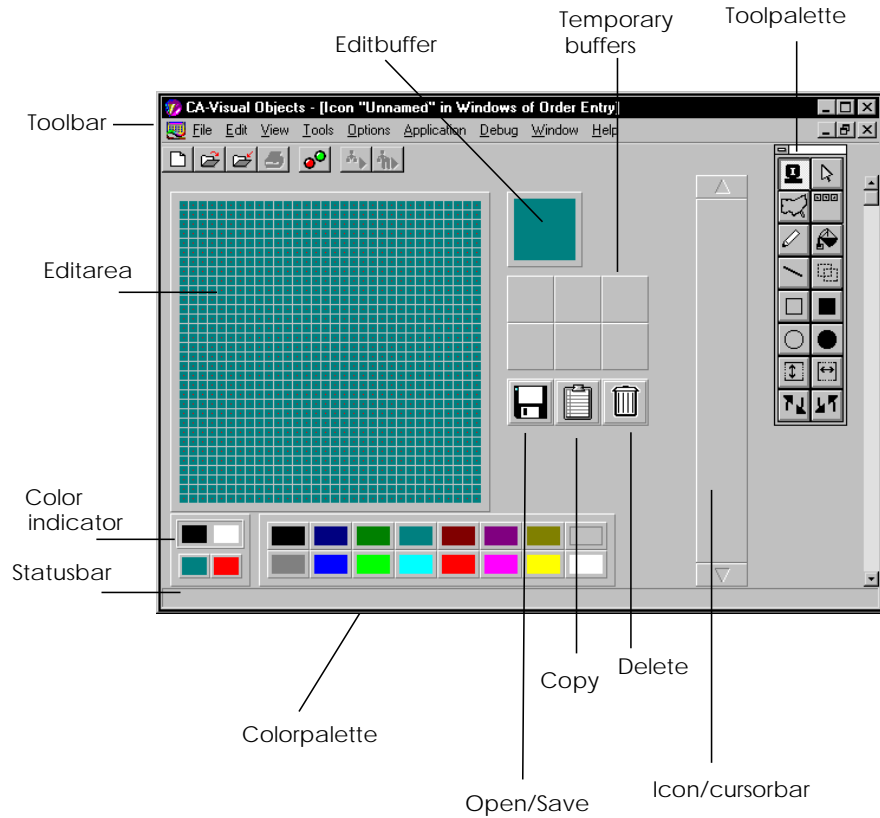 Temporary
buffers
Toolpalette
Editbuffer
CA-Visual Objects - [Icon "Unnamed" in Windows of Order Entry]
Toolbar
File Edit View Tools Options Application Debug Window Help
Editarea
Color
indicator
Statusbar
Copy
Delete
Colorpalette
Open/Save
Icon/cursorbar